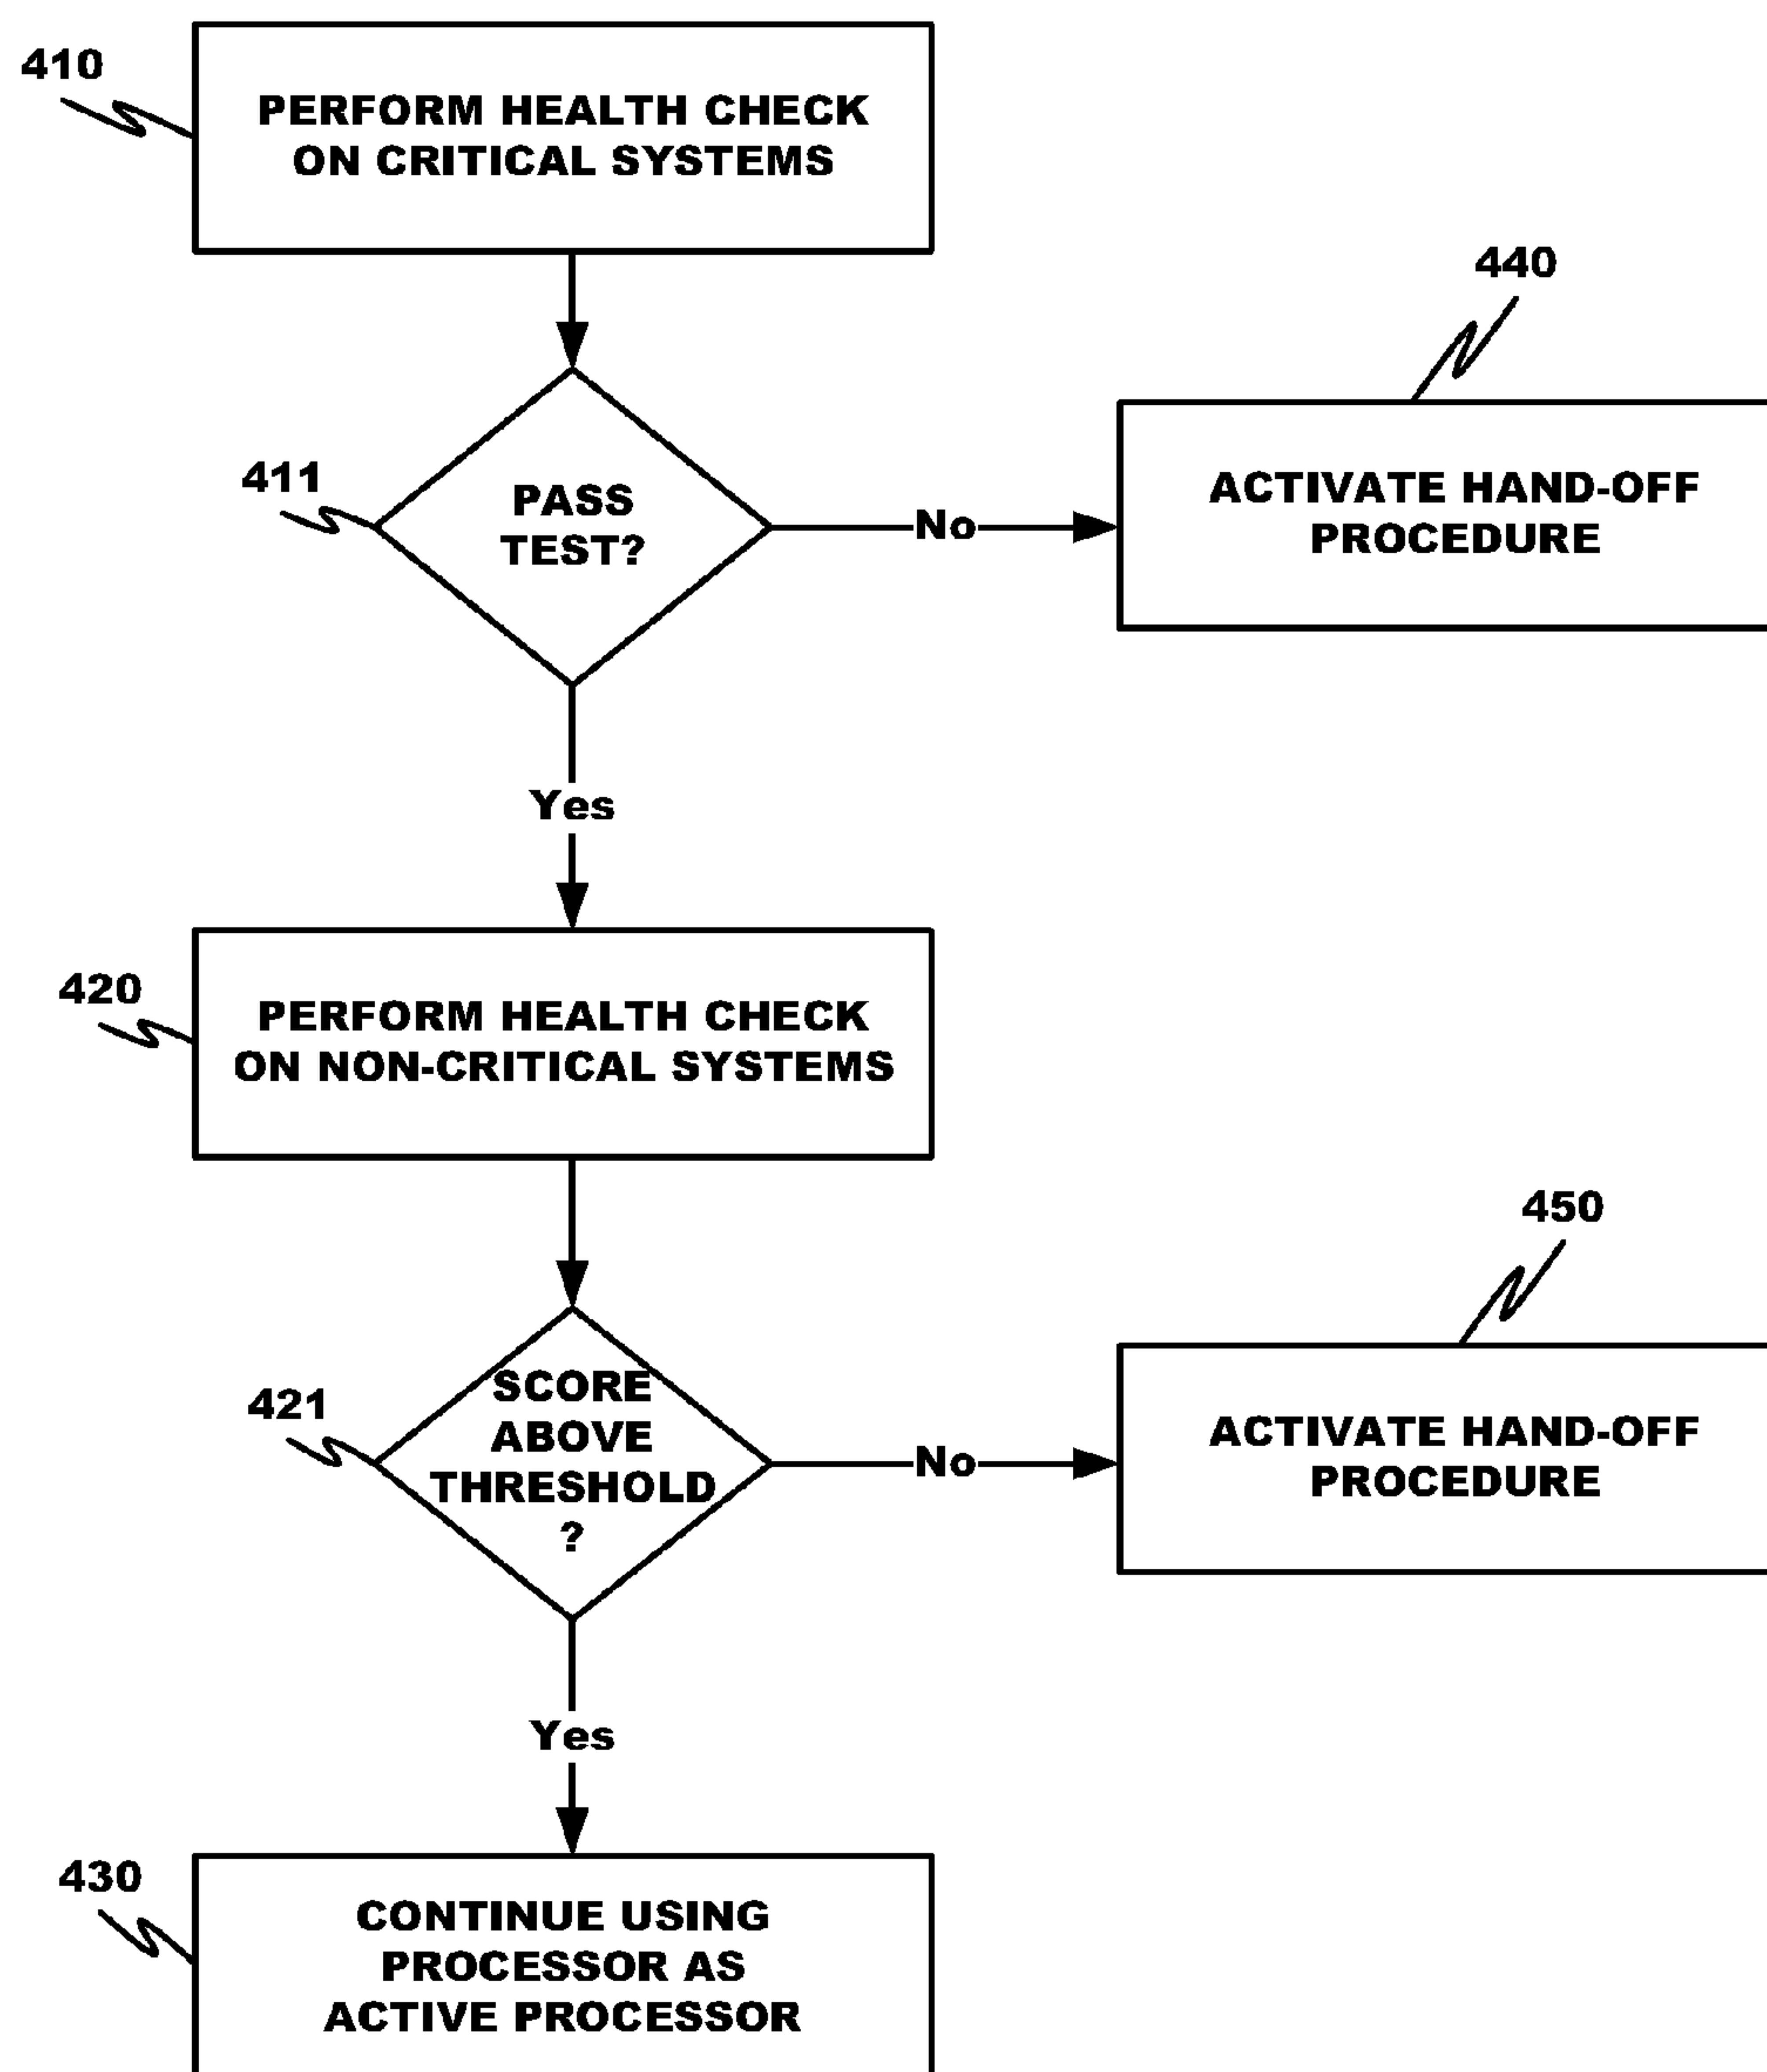 410
PERFORM HEALTH CHECK
ON CRITICAL SYSTEMS
440
411
PASS
TEST?
No
ACTIVATE HAND-OFF
PROCEDURE
Yes
420
PERFORM HEALTH CHECK
ON NON-CRITICAL SYSTEMS
450
421
SCORE
ABOVE
THRESHOLD
?
No
ACTIVATE HAND-OFF
PROCEDURE
Yes
430
CONTINUE USING
PROCESSOR AS
ACTIVE PROCESSOR